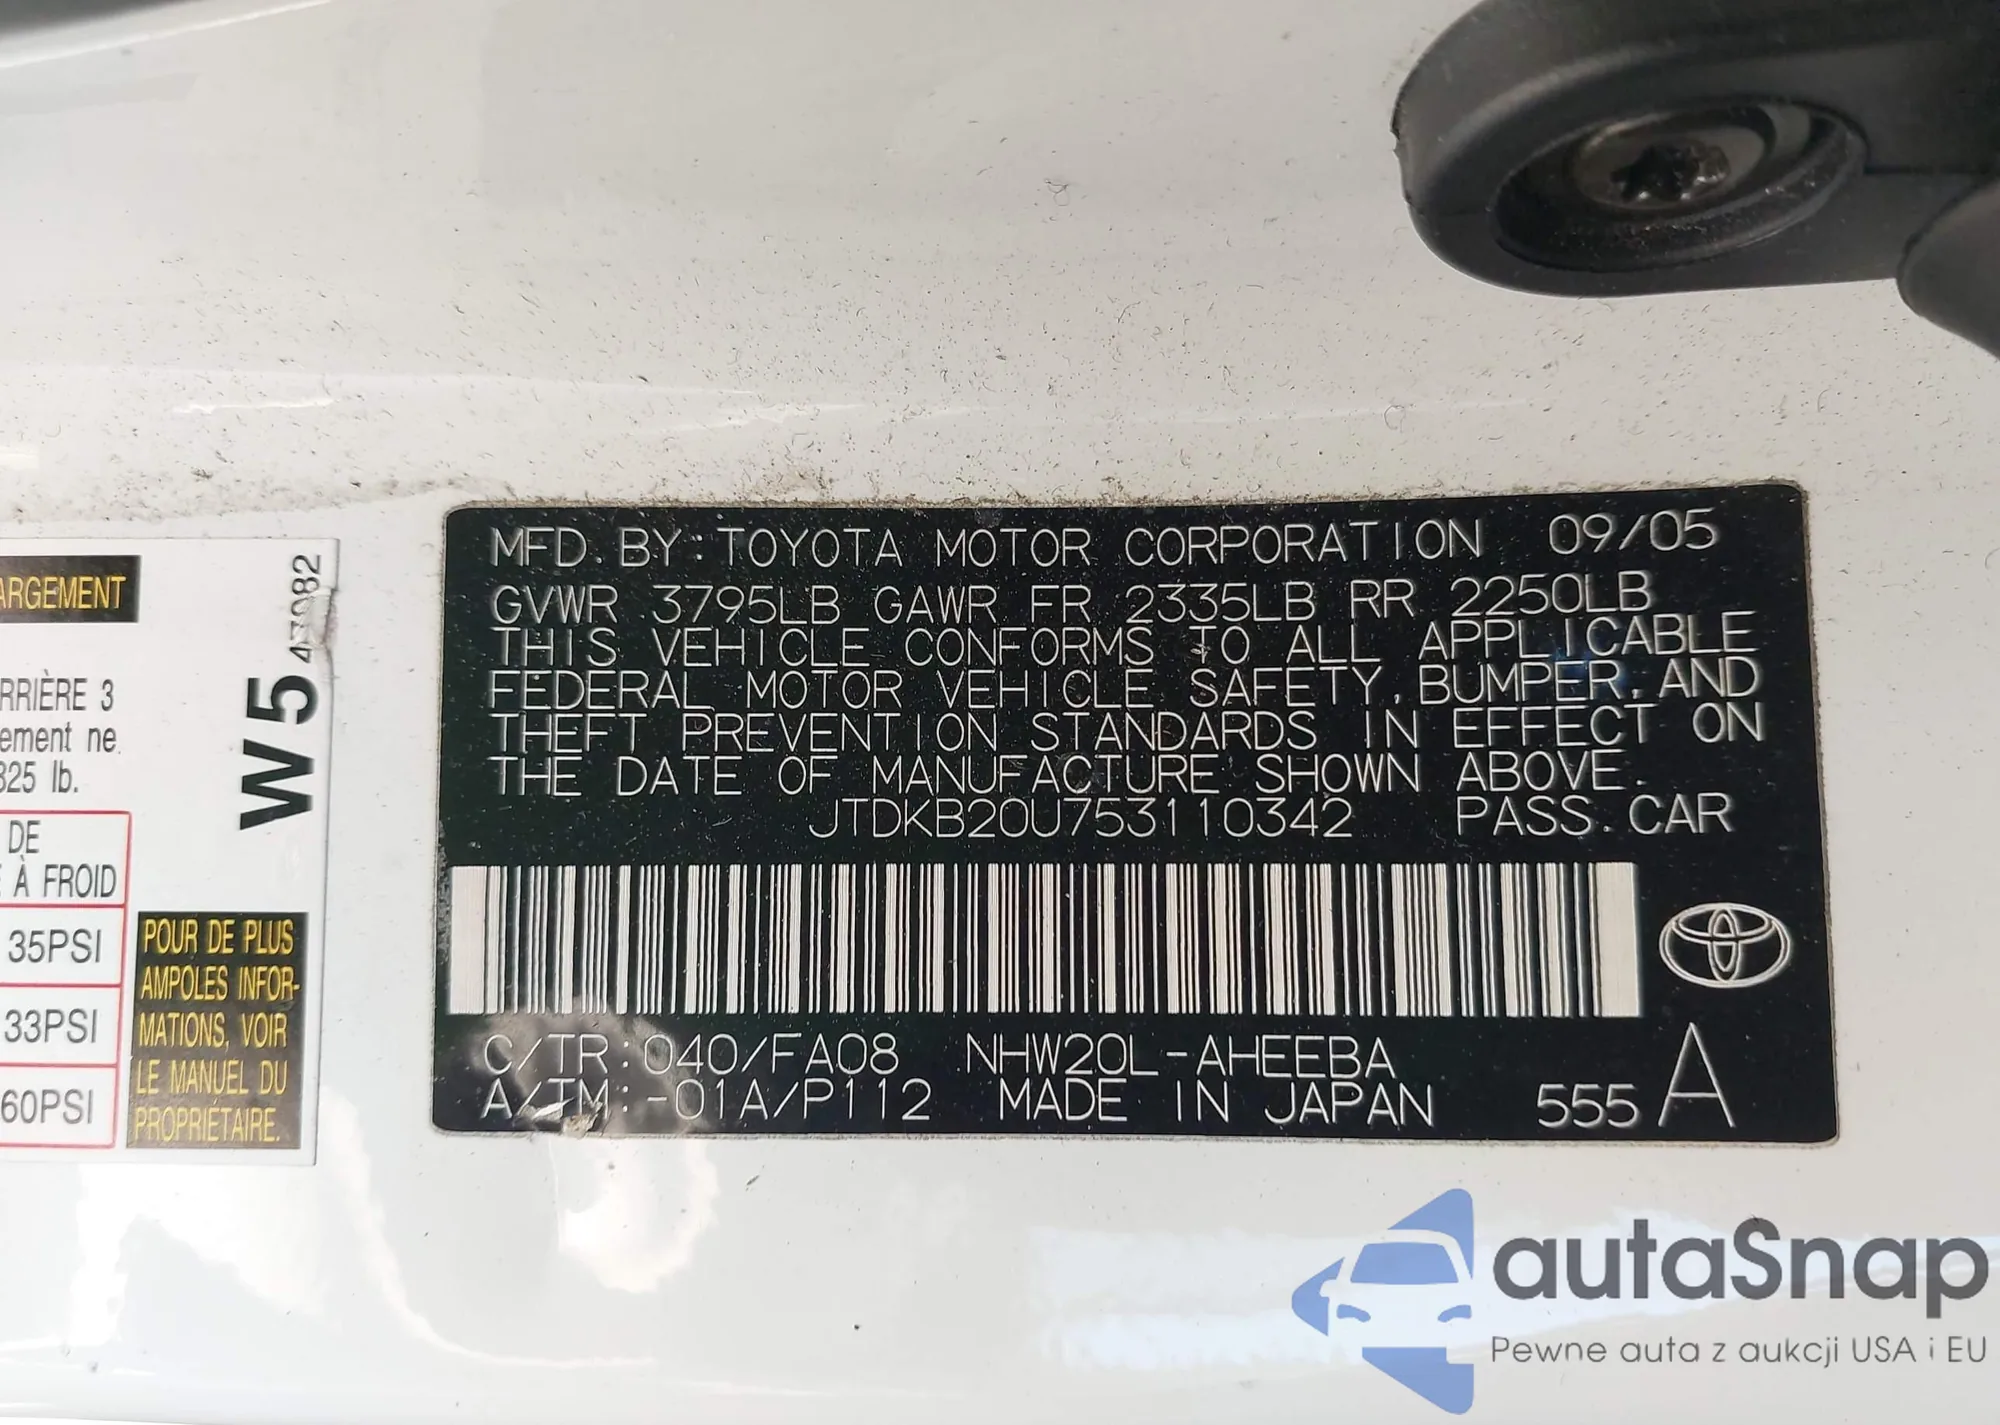 ARGEMENT
RRIÈRE 3
ement ne
325 lb.
DE
À FROID
35PSI
33PSI
60PSI
W5
POUR DE PLUS
AMPOLES INFOR-
MATIONS, VOIR
LE MANUEL DU
PROPRIÉTAIRE.
MFD. BY: TOYOTA MOTOR CORPORATION 09/05
GVWR 3795LB GAWR FR 2335LB RR 2250LB
THIS VEHICLE CONFORMS TO ALL APPLICABLE
FEDERAL MOTOR VEHICLE SAFETY, BUMPER, AND
THEFT PREVENTION STANDARDS IN EFFECT ON
THE DATE OF MANUFACTURE SHOWN ABOVE.
JTDKB20U753110342 PASS. CAR
C/TR: 040/FA08 NHW20L-AHEEBA
A/TM: -01A/P112 MADE IN JAPAN 555 A
autaSnap
Pewne auta z aukcji USA i EU